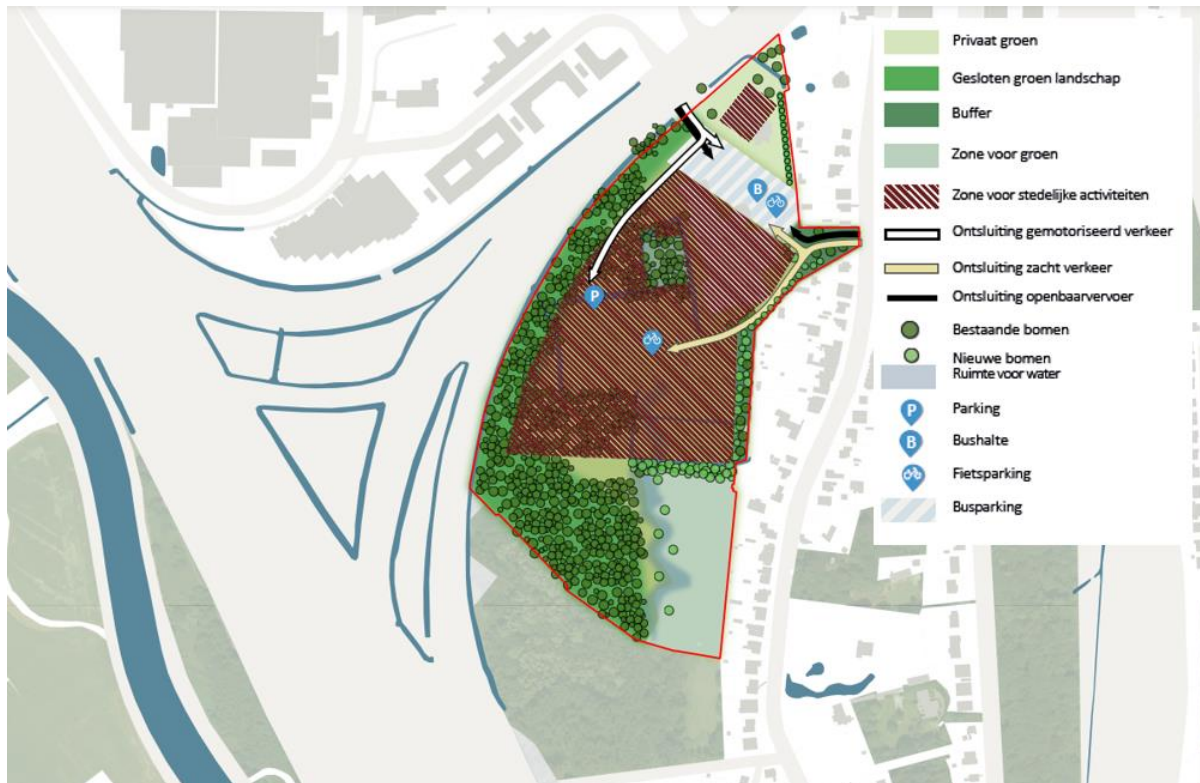 Privaat groen
Gesloten groen landschap
Buffer
Zone voor groen
Zone voor stedelijke activiteiten
Ontsluiting gemotoriseerd verkeer
Ontsluiting zacht verkeer
Ontsluiting openbaarvervoer
Bestaande bomen
Nieuwe bomen
Ruimte voor water
P Parking
B Bushalte
Fietsparking
Busparking
B
P